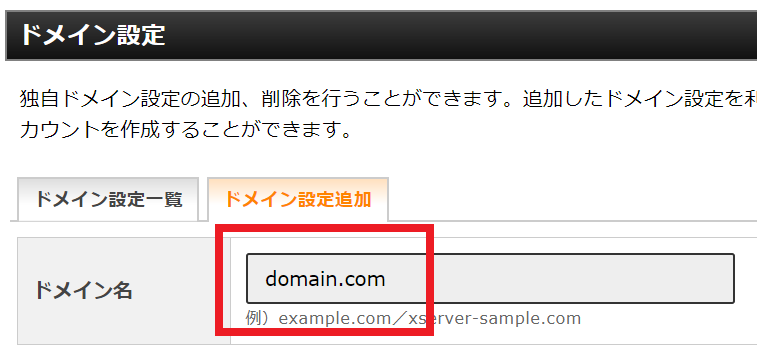 ドメイン設定
独自ドメイン設定の追加、削除を行うことができます。追加したドメイン設定を
カウントを作成することができます。
ドメイン設定一覧 ドメイン設定追加
ドメイン名 domain.com
例）example.com／xserver-sample.com